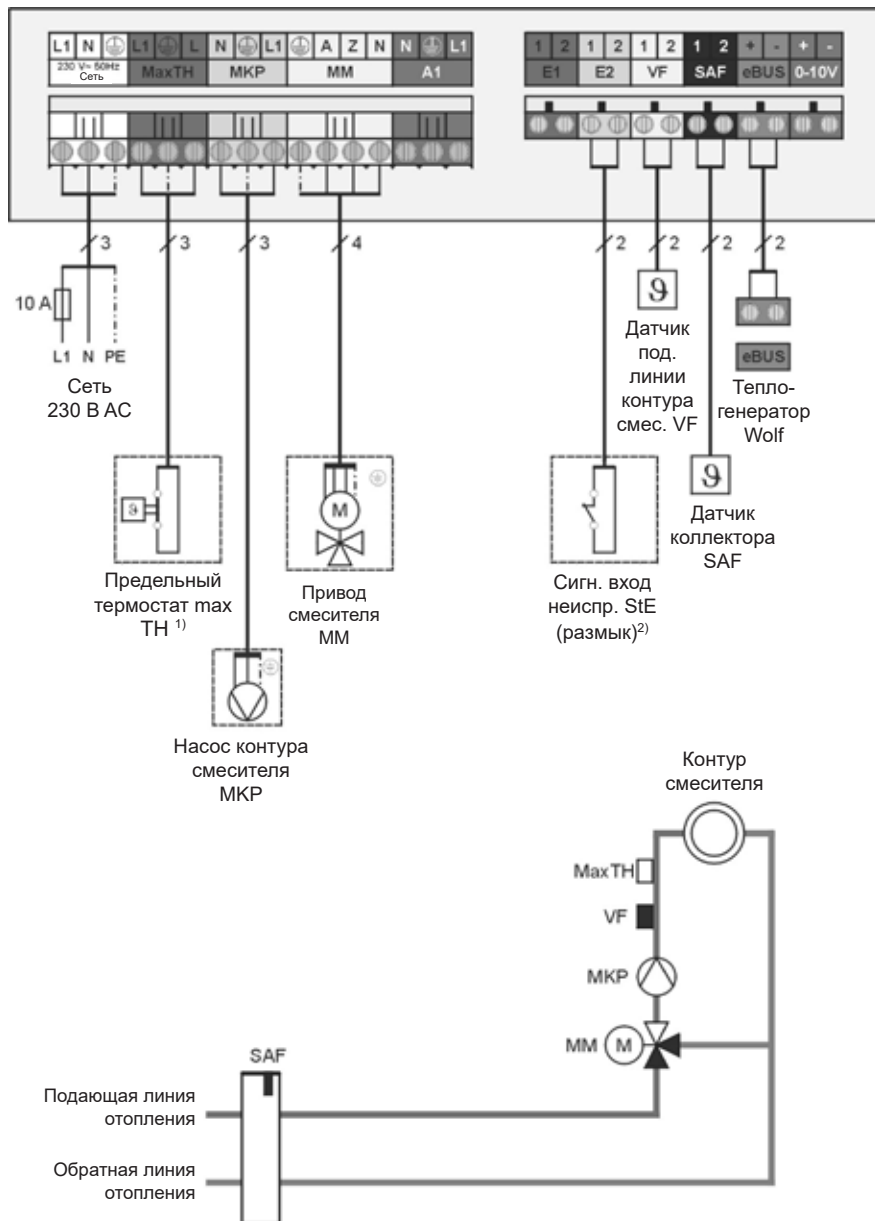 L1 N L1 L N L1 A Z N N L1
230 V~ 50Hz
Сеть
MaxTH MKP MM A1
1 2 1 2 1 2 1 2 + - + -
E1 E2 VF SAF eBUS 0-10V
3 3 3 4 2 2 2 2
10 A
L1 N PE
Сеть
230 В AC
ϑ
Датчик
под.
линии
контура
смес. VF
eBUS
Тепло-
генератор
Wolf
ϑ
Предельный
термостат max
TH 1)
M
Привод
смесителя
ММ
Сигн. вход
неиспр. StE
(размык)2)
ϑ
Датчик
коллектора
SAF
Насос контура
смесителя
MKP
Контур
смесителя
MaxTH
VF
MKP
MM M
SAF
Подающая линия
отопления
Обратная линия
отопления